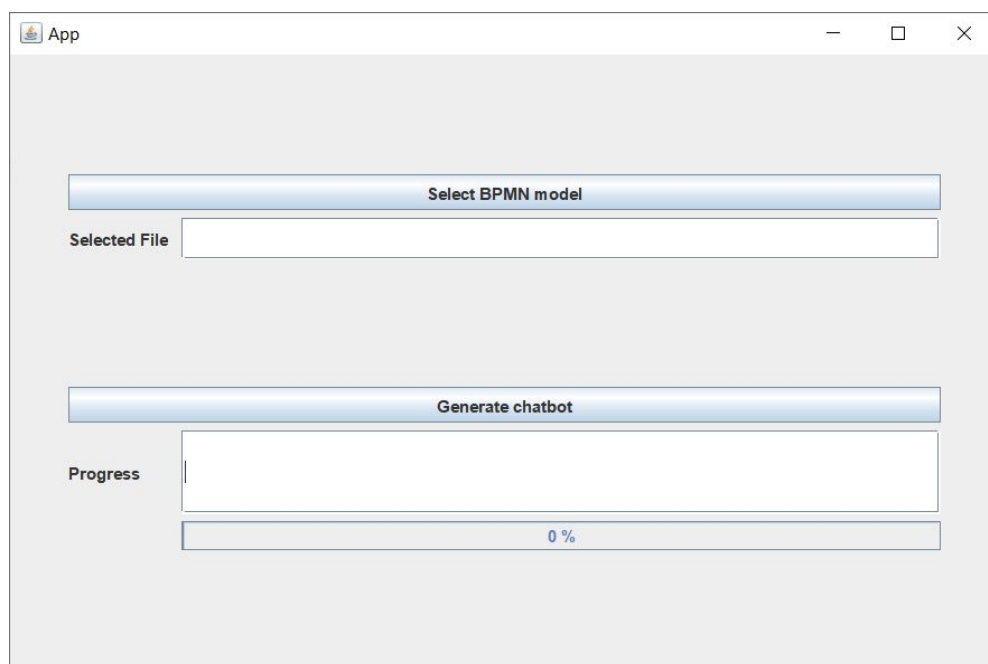 App
Select BPMN model
Selected File
Generate chatbot
Progress
0 %